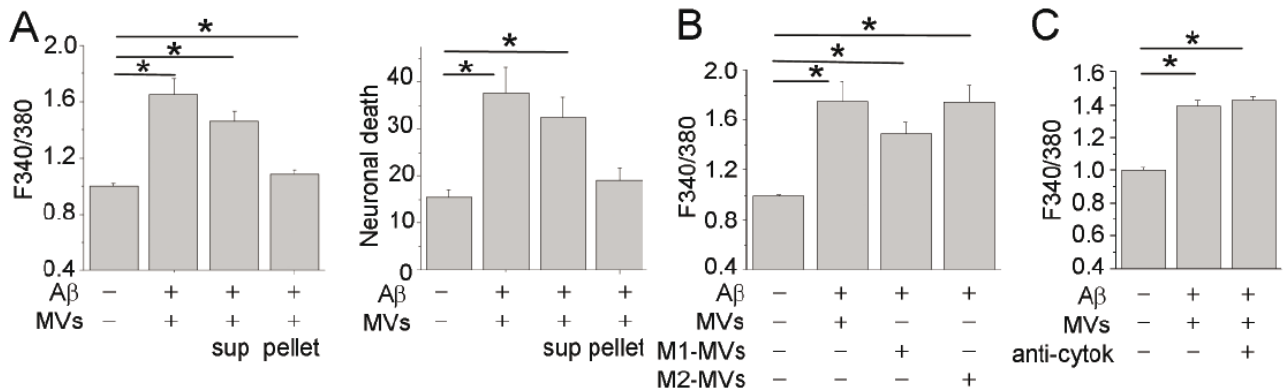 A
F340/380
2.0
1.6
1.2
0.8
0.4
* * *
Aβ – + + +
MVs – + + +
sup pellet
Neuronal death
40
30
20
10
0
* *
Aβ – + + +
MVs – + + +
sup pellet
B
F340/380
2.0
1.6
1.2
0.8
0.4
* * *
Aβ – + + +
MVs – + – –
M1-MVs – – + –
M2-MVs – – – +
C
F340/380
1.6
1.4
1.2
1.0
0.8
0.6
0.4
* *
Aβ – + +
MVs – + +
anti-cytok – – +